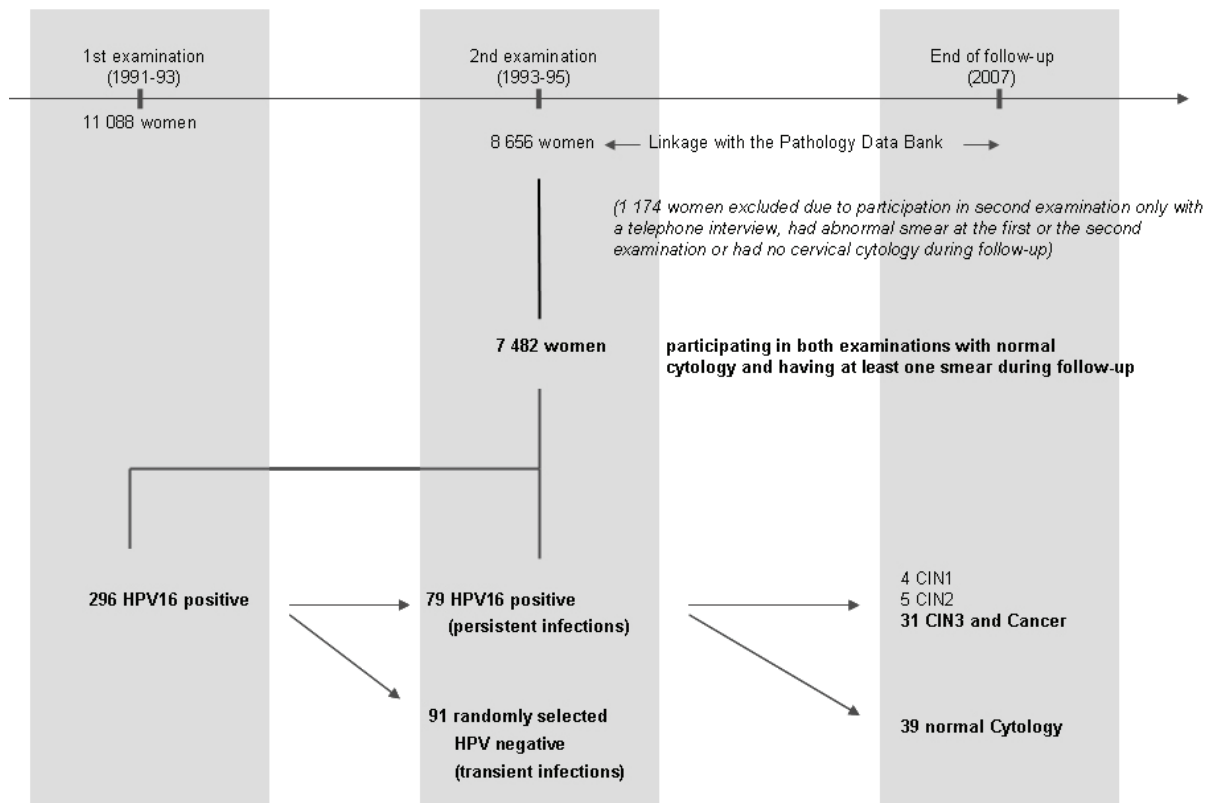 1st examination
(1991-93)
2nd examination
(1993-95)
End of follow-up
(2007)
11 088 women
8 656 women
Linkage with the Pathology Data Bank
(1 174 women excluded due to participation in second examination only with
a telephone interview, had abnormal smear at the first or the second
examination or had no cervical cytology during follow-up)
7 482 women
participating in both examinations with normal
cytology and having at least one smear during follow-up
296 HPV16 positive
79 HPV16 positive
(persistent infections)
4 CIN1
5 CIN2
31 CIN3 and Cancer
91 randomly selected
HPV negative
(transient infections)
39 normal Cytology